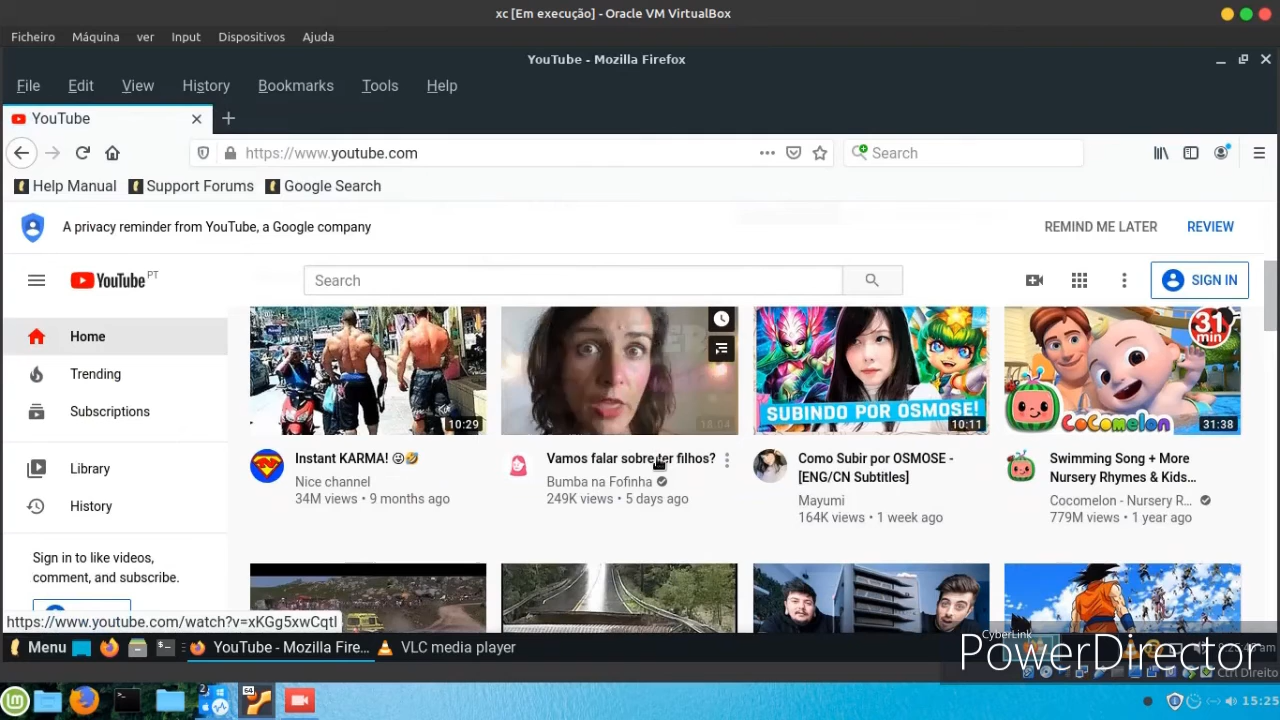 xc [Em execução] - Oracle VM VirtualBox
Ficheiro Máquina ver Input Dispositivos Ajuda
YouTube - Mozilla Firefox
File Edit View History Bookmarks Tools Help
YouTube
https://www.youtube.com
Search
Help Manual Support Forums Google Search
A privacy reminder from YouTube, a Google company
REMIND ME LATER REVIEW
YouTube PT
Search
SIGN IN
Home
Trending
Subscriptions
Library
History
Sign in to like videos,
comment, and subscribe.
10:29
Instant KARMA! 😜🤣
Nice channel
34M views • 9 months ago
18:04
Vamos falar sobre ter filhos?
Bumba na Fofinha
249K views • 5 days ago
SUBINDO POR OSMOSE!
10:11
Como Subir por OSMOSE -
[ENG/CN Subtitles]
Mayumi
164K views • 1 week ago
31
min
CoComelon
31:38
Swimming Song + More
Nursery Rhymes & Kids...
Cocomelon - Nursery R...
779M views • 1 year ago
https://www.youtube.com/watch?v=xKGg5xwCqtI
Menu YouTube - Mozilla Fire... VLC media player
CyberLink
PowerDirector
Ctrl Direito
2 64
15:25